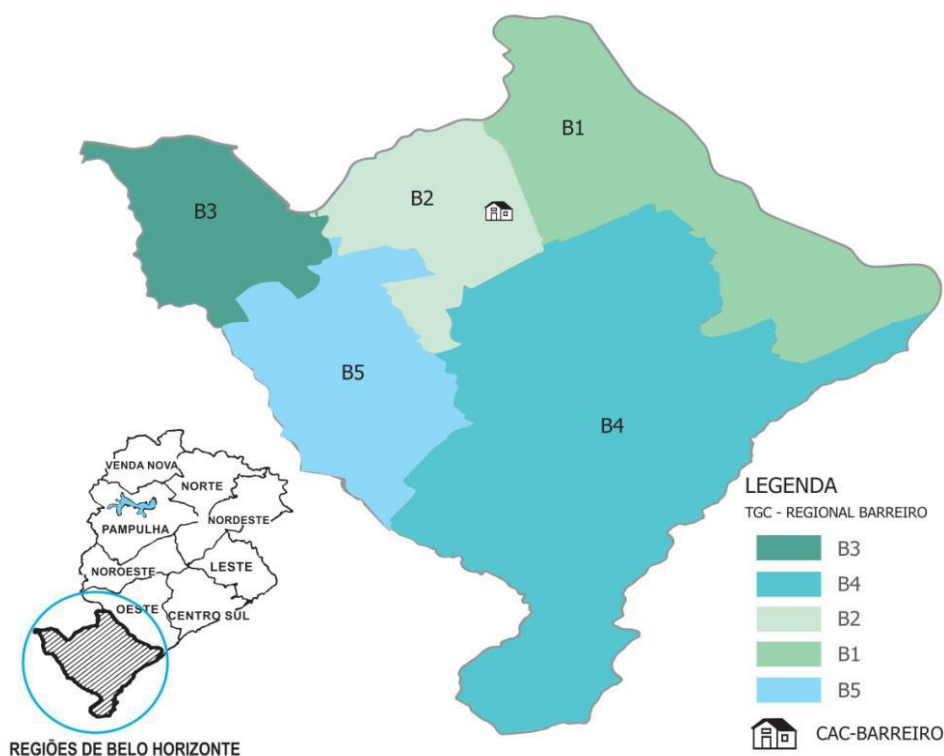 B1
B2
B3
B5
B4
VENDA NOVA
NORTE
NORDESTE
PAMPULHA
NOROESTE
LESTE
OESTE
CENTRO SUL
REGIÕES DE BELO HORIZONTE
LEGENDA
TGC - REGIONAL BARREIRO
B3
B4
B2
B1
B5
CAC-BARREIRO